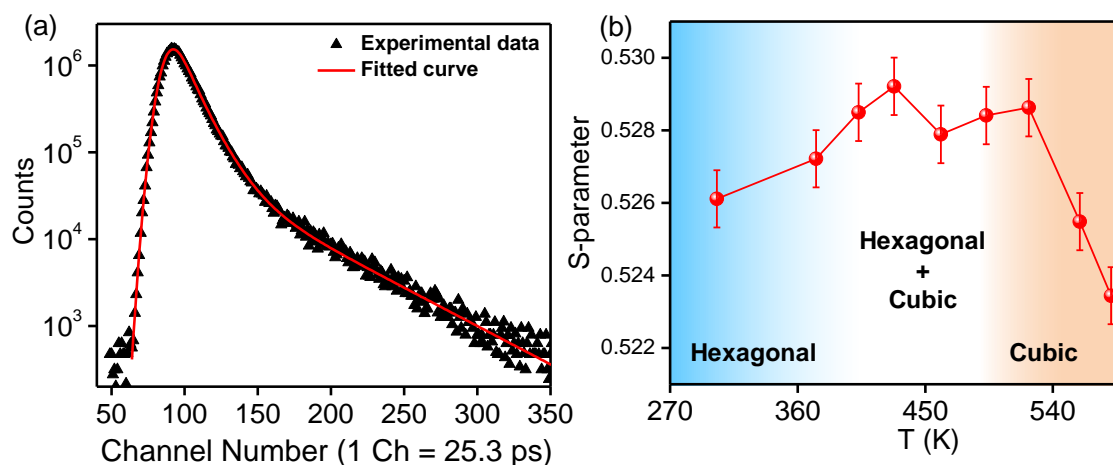 (a)
Experimental data
Fitted curve
10⁶
10⁵
10⁴
10³
Counts
50 100 150 200 250 300 350
Channel Number (1 Ch = 25.3 ps)
(b)
0.530
0.528
0.526
0.524
0.522
S-parameter
Hexagonal
+
Cubic
Hexagonal
Cubic
270 360 450 540
T (K)